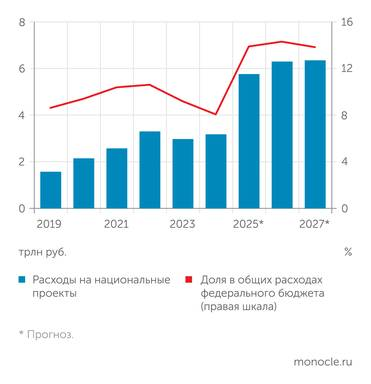 8 16
6 12
4 8
2 4
0 0
2019 2021 2023 2025* 2027*
трлн руб. %
Расходы на национальные
проекты
Доля в общих расходах
федерального бюджета
(правая шкала)
* Прогноз.
monocle.ru